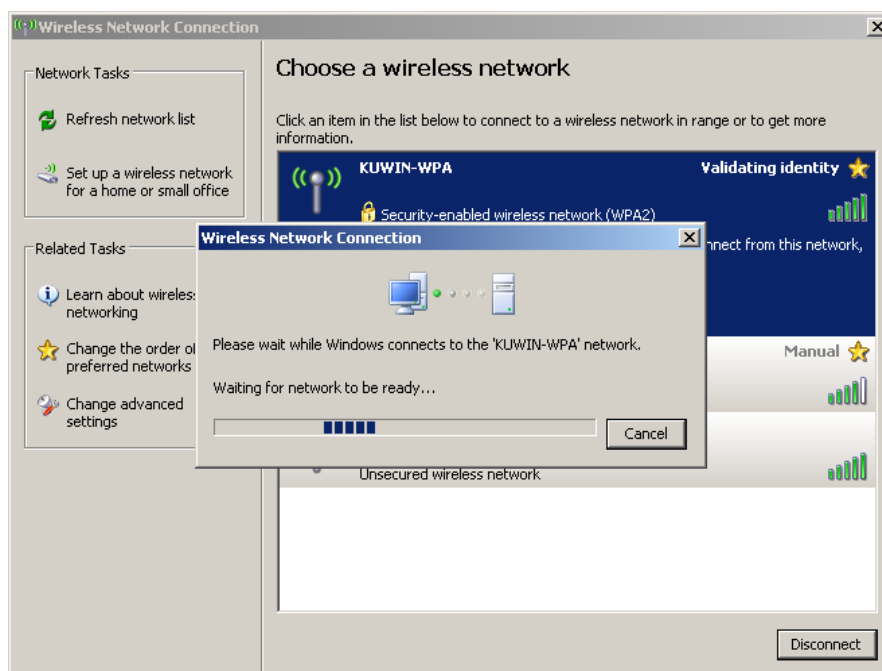 Wireless Network Connection
Network Tasks
Refresh network list
Set up a wireless network
for a home or small office
Related Tasks
Learn about wireless
networking
Change the order of
preferred networks
Change advanced
settings
Choose a wireless network
Click an item in the list below to connect to a wireless network in range or to get more
information.
KUWIN-WPA
Validating identity
Security-enabled wireless network (WPA2)
nnect from this network,
Manual
Unsecured wireless network
Disconnect
Wireless Network Connection
Please wait while Windows connects to the 'KUWIN-WPA' network.
Waiting for network to be ready...
Cancel